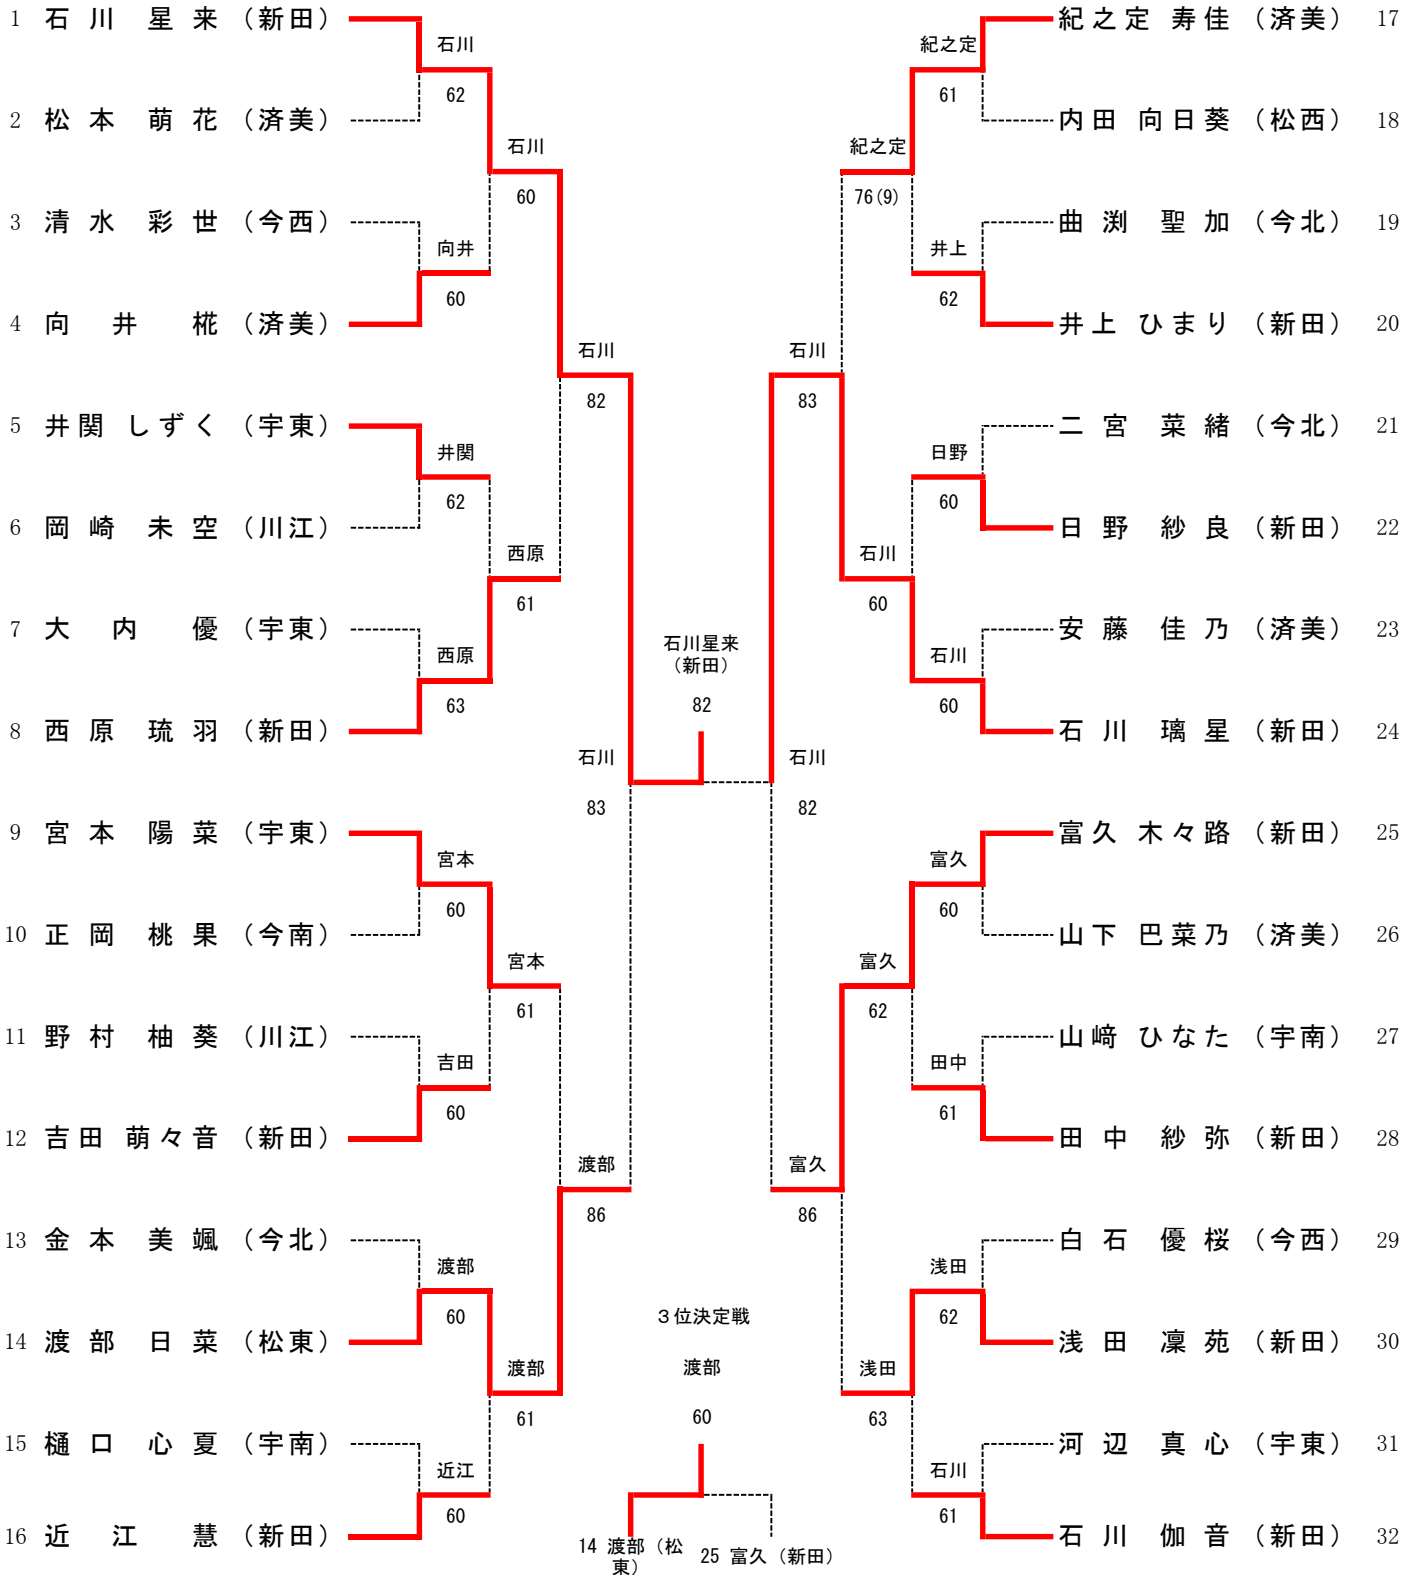 1 石川 星来 (新田)
石川
62
2 松本 萌花 (済美)
石川
60
3 清水 彩世 (今西)
向井
60
4 向井 椛 (済美)
石川
82
5 井関 しずく (宇東)
井関
62
6 岡崎 未空 (川江)
西原
61
7 大内 優 (宇東)
西原
63
8 西原 琉羽 (新田)
石川
83
9 宮本 陽菜 (宇東)
宮本
60
10 正岡 桃果 (今南)
宮本
61
11 野村 柚葵 (川江)
吉田
60
12 吉田 萌々音 (新田)
渡部
86
13 金本 美颯 (今北)
渡部
60
14 渡部 日菜 (松東)
渡部
61
15 樋口 心夏 (宇南)
近江
60
16 近江 慧 (新田)
石川星来
(新田)
82
3位決定戦
渡部
60
14 渡部 (松
東)
25 富久 (新田)
紀之定 寿佳 (済美) 17
紀之定
61
内田 向日葵 (松西) 18
紀之定
76(9)
曲渕 聖加 (今北) 19
井上
62
井上 ひまり (新田) 20
石川
83
二宮 菜緒 (今北) 21
日野
60
日野 紗良 (新田) 22
石川
60
安藤 佳乃 (済美) 23
石川
60
石川 璃星 (新田) 24
石川
82
富久 木々路 (新田) 25
富久
60
山下 巴菜乃 (済美) 26
富久
62
山﨑 ひなた (宇南) 27
田中
61
田中 紗弥 (新田) 28
富久
86
白石 優桜 (今西) 29
浅田
62
浅田 凜苑 (新田) 30
浅田
63
河辺 真心 (宇東) 31
石川
61
石川 伽音 (新田) 32